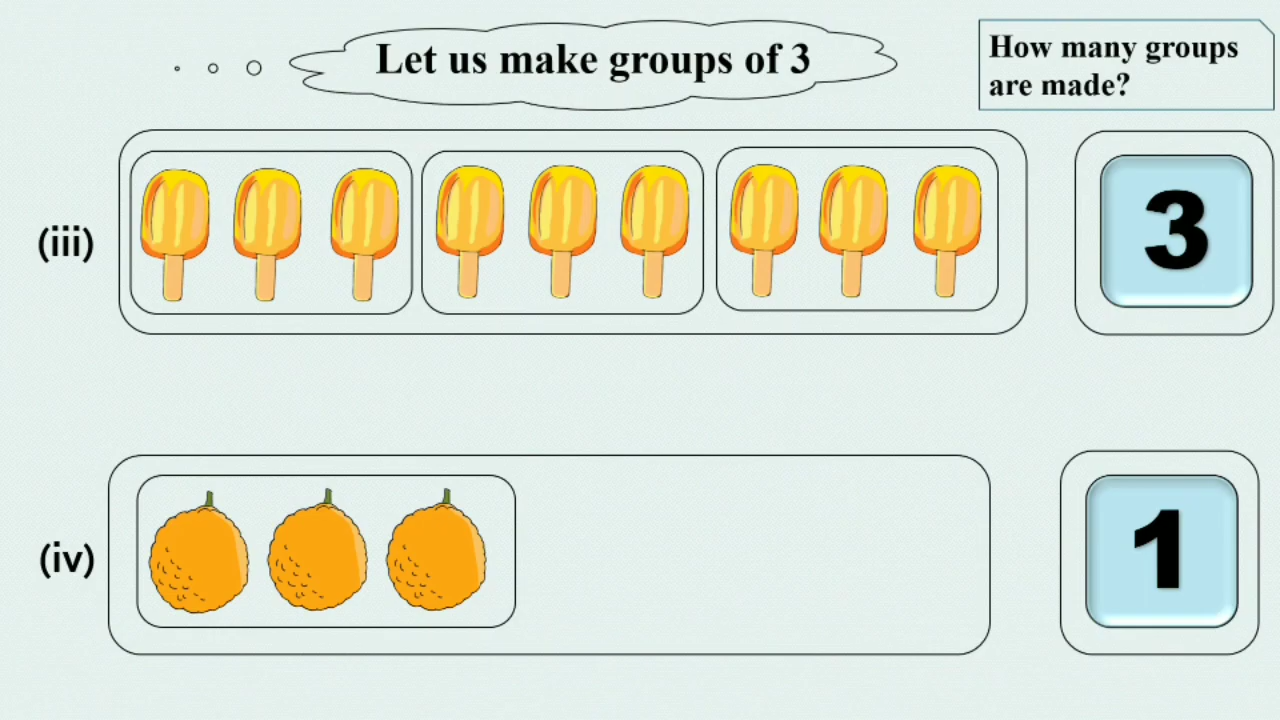 Let us make groups of 3
How many groups
are made?
(iii)
3
(iv)
1